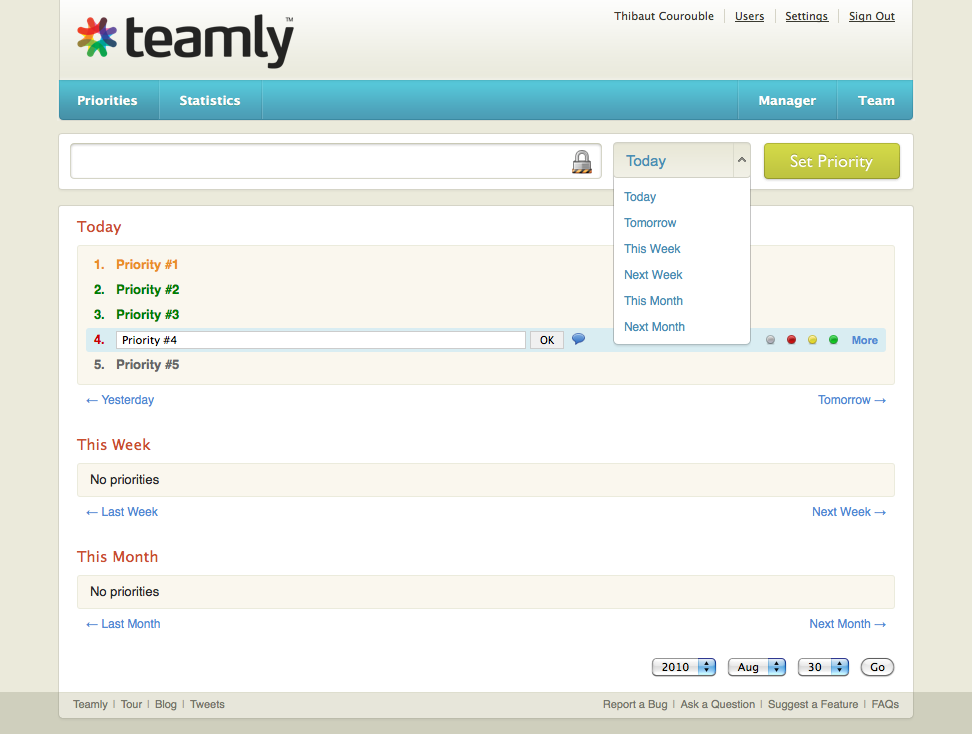 Thibaut Courouble Users Settings Sign Out
teamly™
Priorities Statistics Manager Team
Today Set Priority
Today
Tomorrow
This Week
Next Week
This Month
Next Month
Today
1. Priority #1
2. Priority #2
3. Priority #3
4. Priority #4 OK More
5. Priority #5
← Yesterday Tomorrow →
This Week
No priorities
← Last Week Next Week →
This Month
No priorities
← Last Month Next Month →
2010 Aug 30 Go
Teamly | Tour | Blog | Tweets Report a Bug | Ask a Question | Suggest a Feature | FAQs